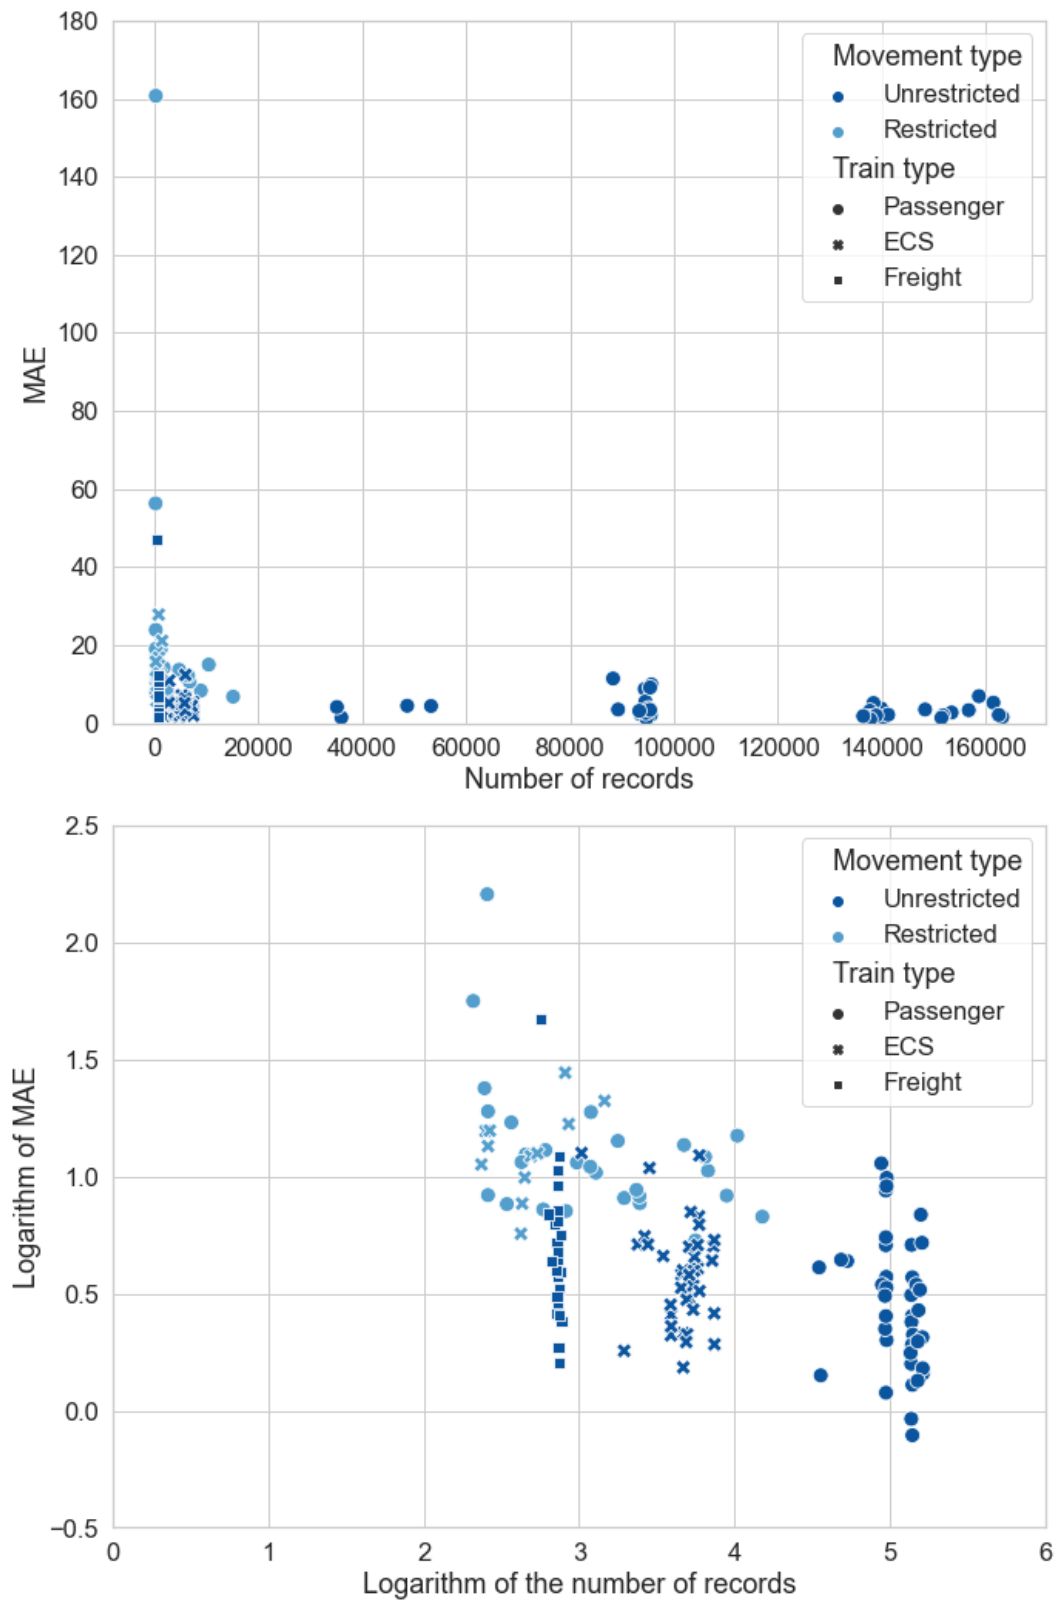 180
160
140
120
100
80
60
40
20
0
MAE
Movement type
Unrestricted
Restricted
Train type
Passenger
ECS
Freight
0 20000 40000 60000 80000 100000 120000 140000 160000
Number of records
2.5
2.0
1.5
1.0
0.5
0.0
−0.5
Logarithm of MAE
Movement type
Unrestricted
Restricted
Train type
Passenger
ECS
Freight
0 1 2 3 4 5 6
Logarithm of the number of records